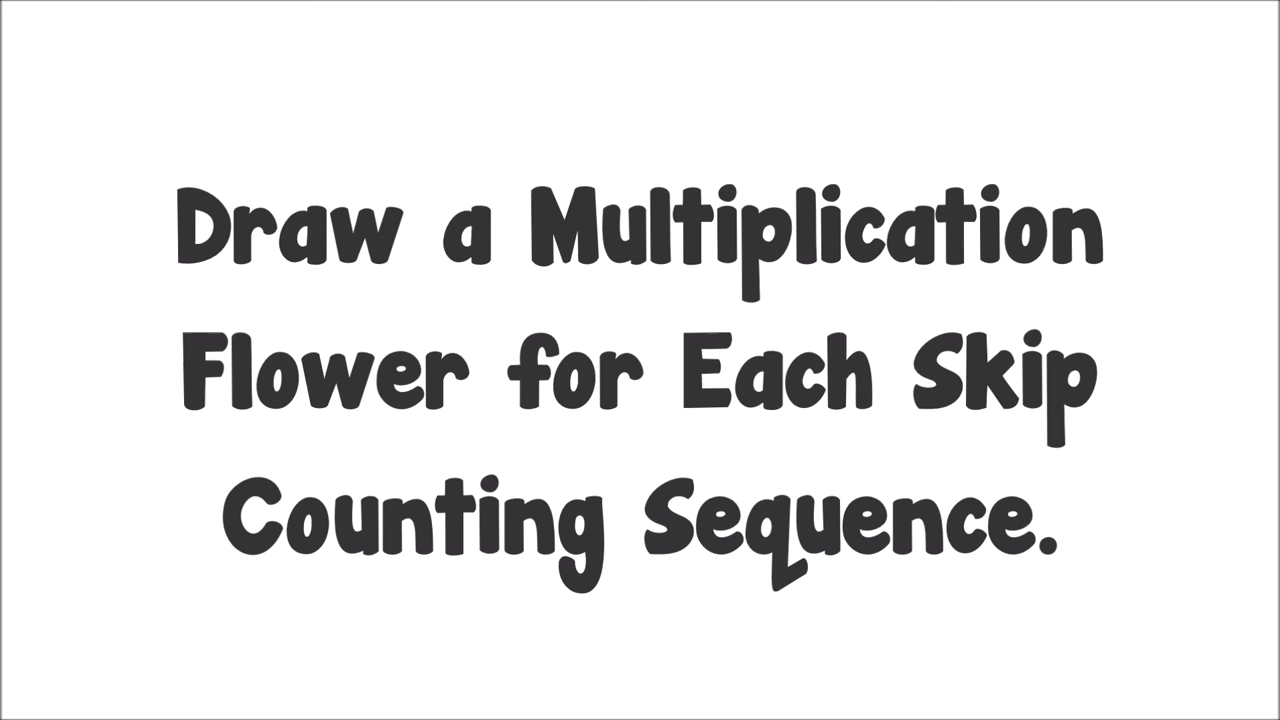 Draw a Multiplication
Flower for Each Skip
Counting Sequence.